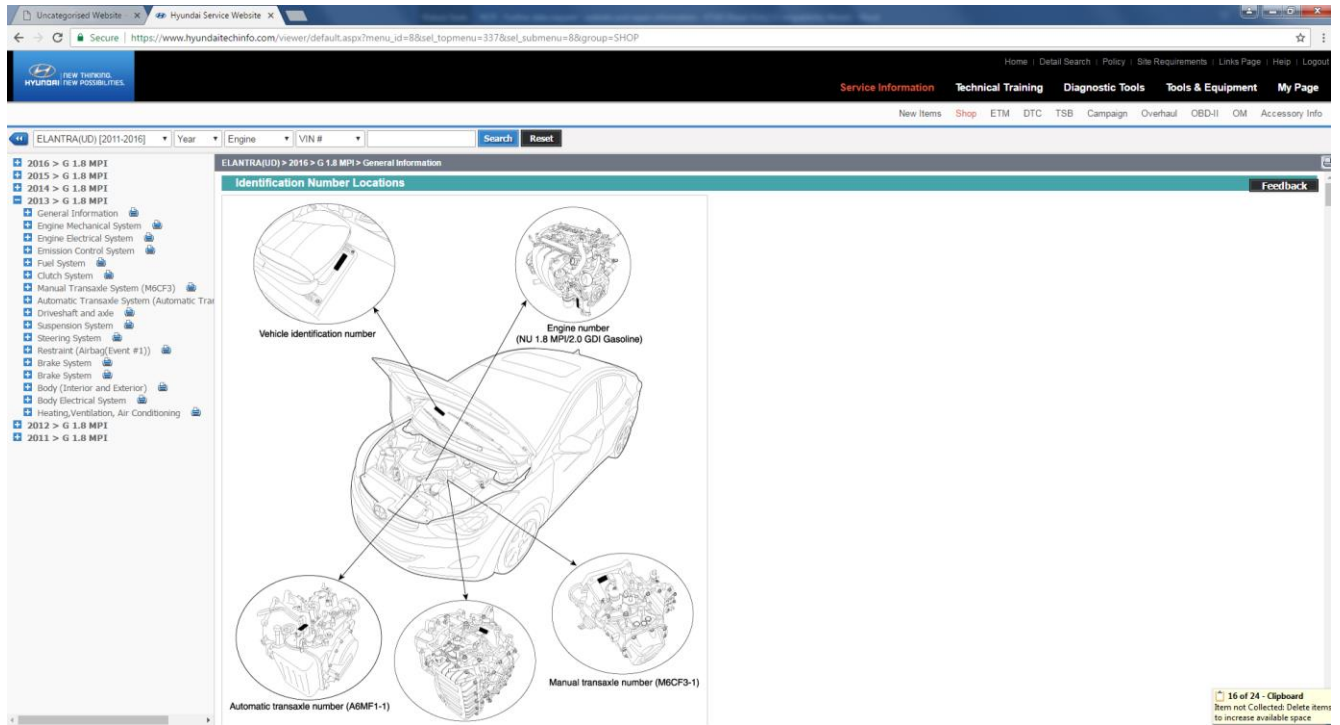 Uncategorised Website
Hyundai Service Website
Secure | https://www.hyundaitechinfo.com/viewer/default.aspx?menu_id=8&sel_topmenu=337&sel_submenu=8&group=SHOP
HYUNDAI | NEW THINKING. NEW POSSIBILITIES.
Home | Detail Search | Policy | Site Requirements | Links Page | Help | Logout
Service Information Technical Training Diagnostic Tools Tools & Equipment My Page
New Items Shop ETM DTC TSB Campaign Overhaul OBD-II OM Accessory Info
ELANTRA(UD) [2011-2016] Year Engine VIN # Search Reset
ELANTRA(UD) > 2016 > G 1.8 MPI > General Information
Identification Number Locations
Feedback
2016 > G 1.8 MPI
2015 > G 1.8 MPI
2014 > G 1.8 MPI
2013 > G 1.8 MPI
General Information
Engine Mechanical System
Engine Electrical System
Emission Control System
Fuel System
Clutch System
Manual Transaxle System (M6CF3)
Automatic Transaxle System (Automatic Trar
Driveshaft and axle
Suspension System
Steering System
Restraint (Airbag(Event #1))
Brake System
Brake System
Body (Interior and Exterior)
Body Electrical System
Heating,Ventilation, Air Conditioning
2012 > G 1.8 MPI
2011 > G 1.8 MPI
Vehicle identification number
Engine number
(NU 1.8 MPI/2.0 GDI Gasoline)
Automatic transaxle number (A6MF1-1)
Manual transaxle number (M6CF3-1)
16 of 24 - Clipboard
Item not Collected: Delete items
to increase available space